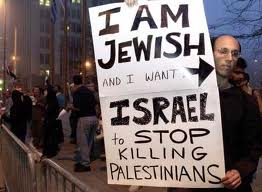 I AM
JEWISH
AND I WANT
ISRAEL
to STOP
KILLING
PALESTINIANS